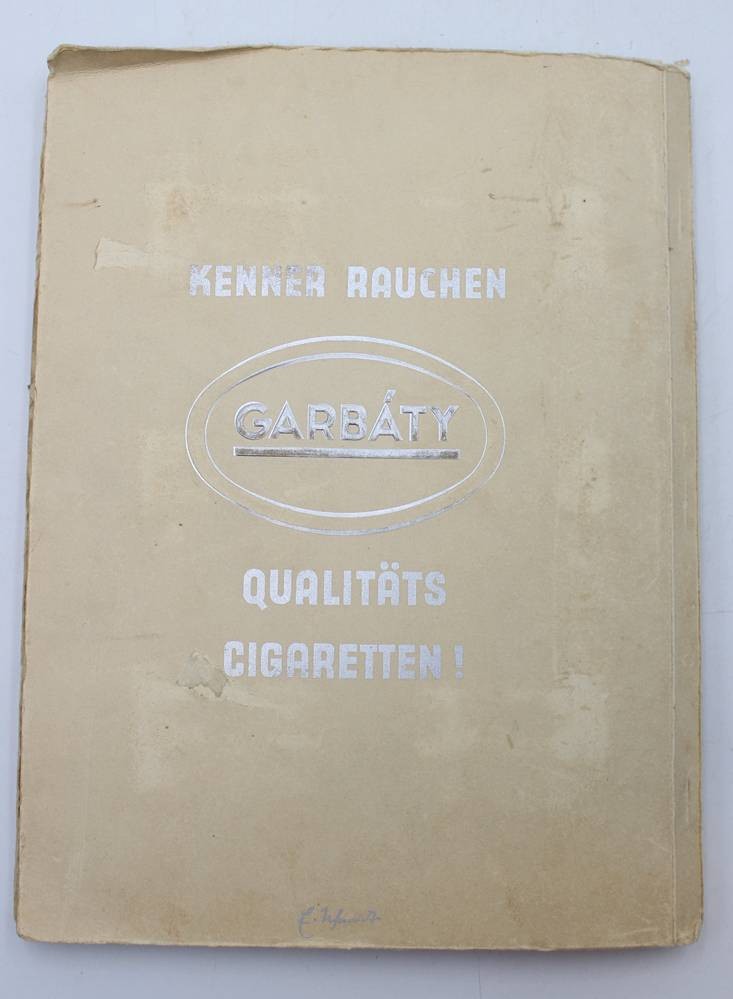 KENNER RAUCHEN
GARBÁTY
QUALITÄTS
CIGARETTEN!